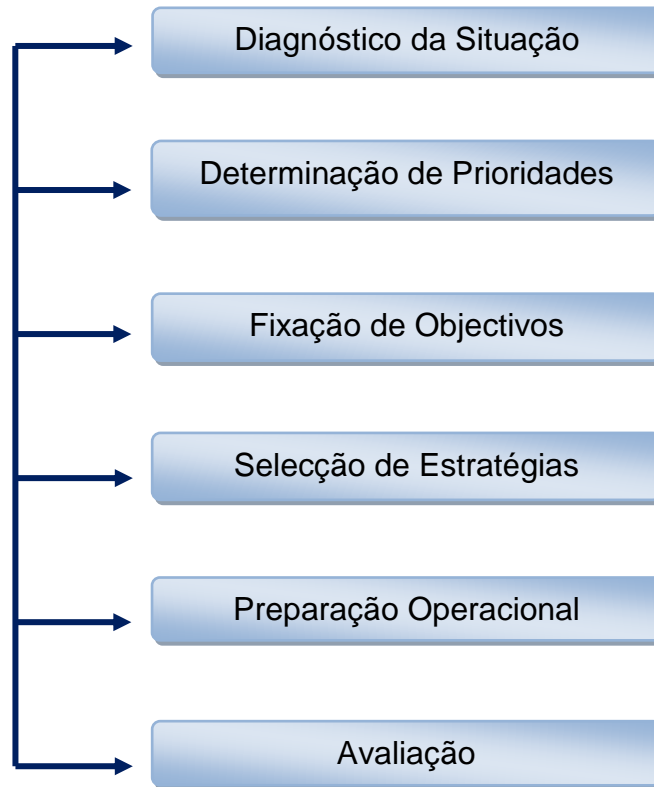 Diagnóstico da Situação
Determinação de Prioridades
Fixação de Objectivos
Selecção de Estratégias
Preparação Operacional
Avaliação